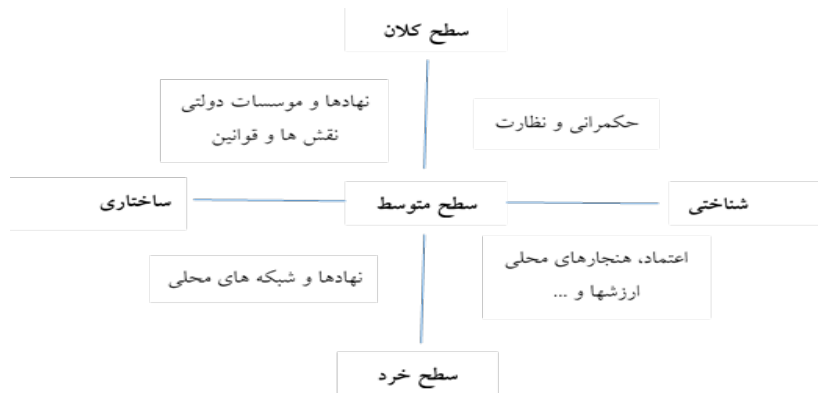 سطح کلان
نهادها و موسسات دولتی
نقش ها و قوانین
حکمرانی و نظارت
شناختی
سطح متوسط
ساختاری
اعتماد، هنجارهای محلی
ارزشها و ...
نهادها و شبکه های محلی
سطح خرد